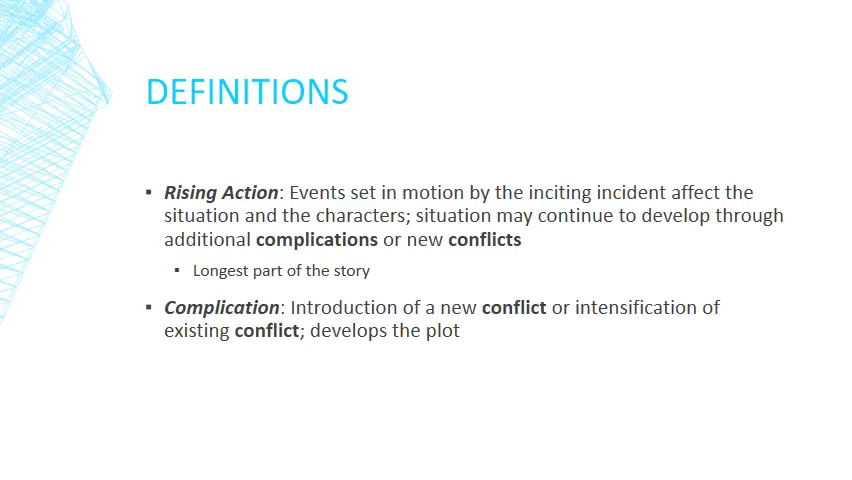 DEFINITIONS
▪ Rising Action: Events set in motion by the inciting incident affect the
situation and the characters; situation may continue to develop through
additional complications or new conflicts
▪ Longest part of the story
▪ Complication: Introduction of a new conflict or intensification of
existing conflict; develops the plot